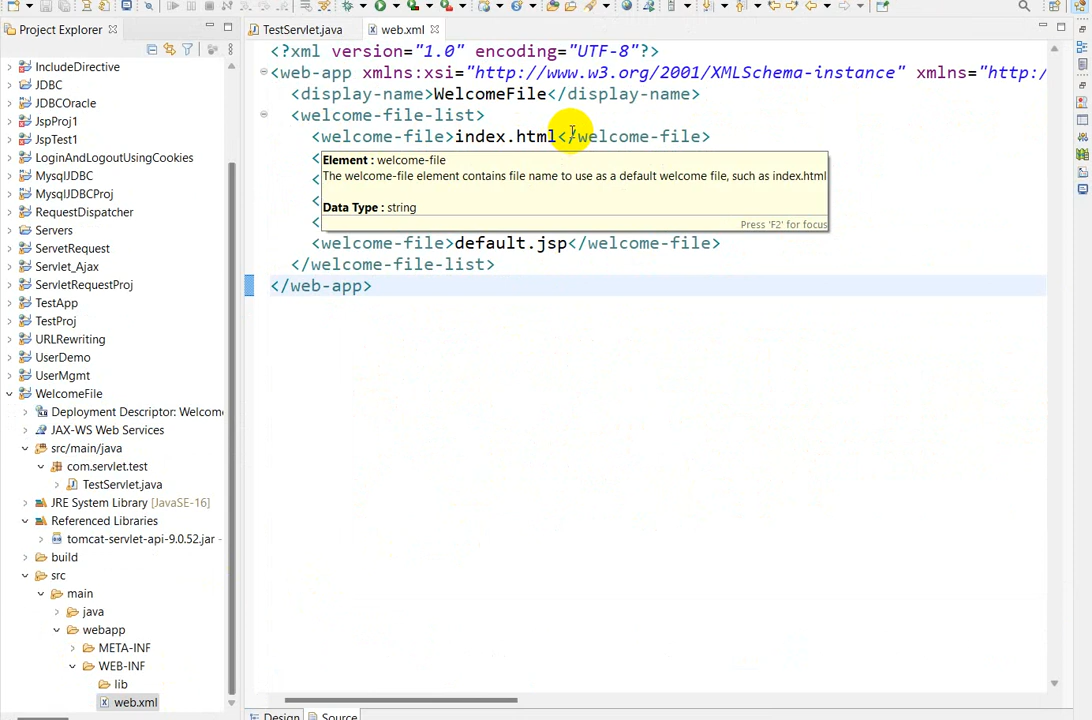 Project Explorer
TestServlet.java
web.xml
IncludeDirective
JDBC
JDBCOracle
JspProj1
JspTest1
LoginAndLogoutUsingCookies
MysqlJDBC
MysqlJDBCProj
RequestDispatcher
Servers
ServetRequest
Servlet_Ajax
ServletRequestProj
TestApp
TestProj
URLRewriting
UserDemo
UserMgmt
WelcomeFile
Deployment Descriptor: Welcom
JAX-WS Web Services
src/main/java
com.servlet.test
TestServlet.java
JRE System Library [JavaSE-16]
Referenced Libraries
tomcat-servlet-api-9.0.52.jar
build
src
main
java
webapp
META-INF
WEB-INF
lib
web.xml
<?xml version="1.0" encoding="UTF-8"?>
<web-app xmlns:xsi="http://www.w3.org/2001/XMLSchema-instance" xmlns="http:/
<display-name>WelcomeFile</display-name>
<welcome-file-list>
<welcome-file>index.html</welcome-file>
<
<
<
<
Element : welcome-file
The welcome-file element contains file name to use as a default welcome file, such as index.html
Data Type : string
Press 'F2' for focus
<welcome-file>default.jsp</welcome-file>
</welcome-file-list>
</web-app>
Design
Source